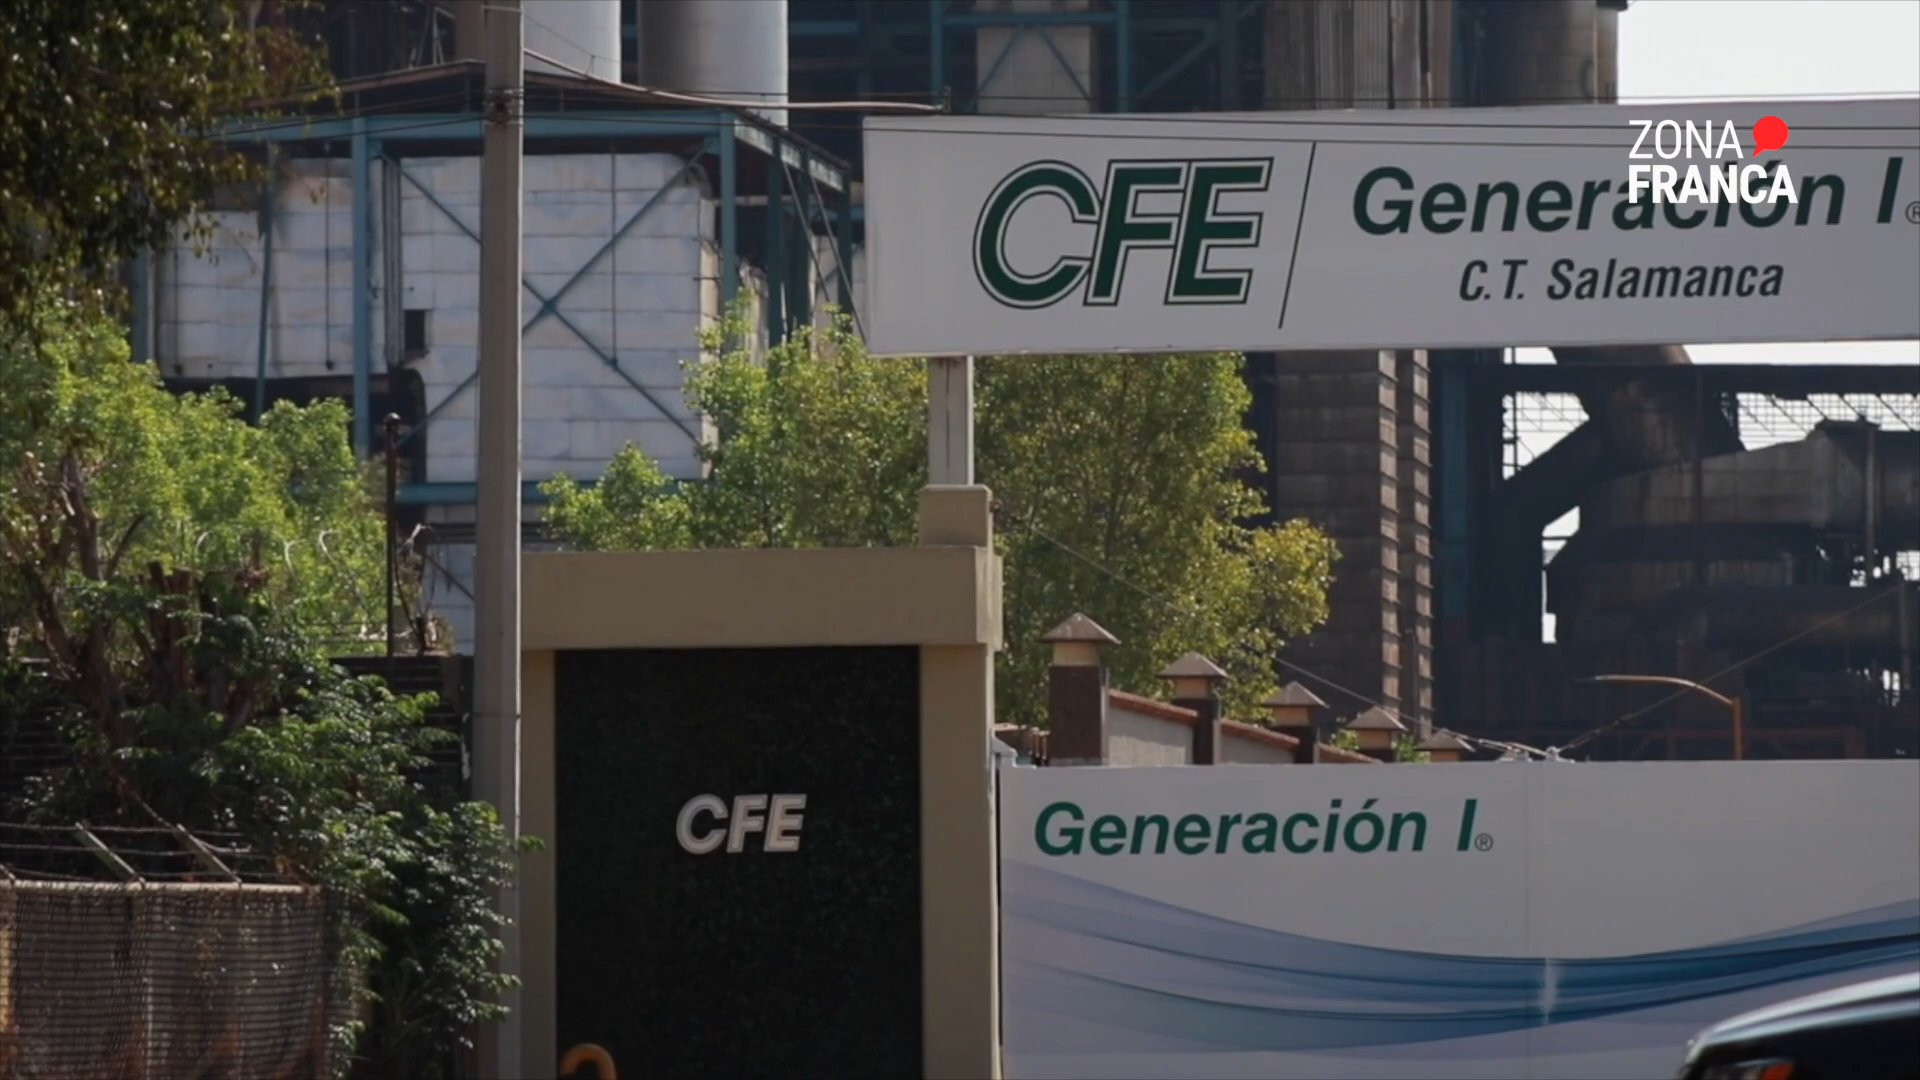 ZONA
FRANCA
CFE Generación I®
C.T. Salamanca
CFE
Generación I®